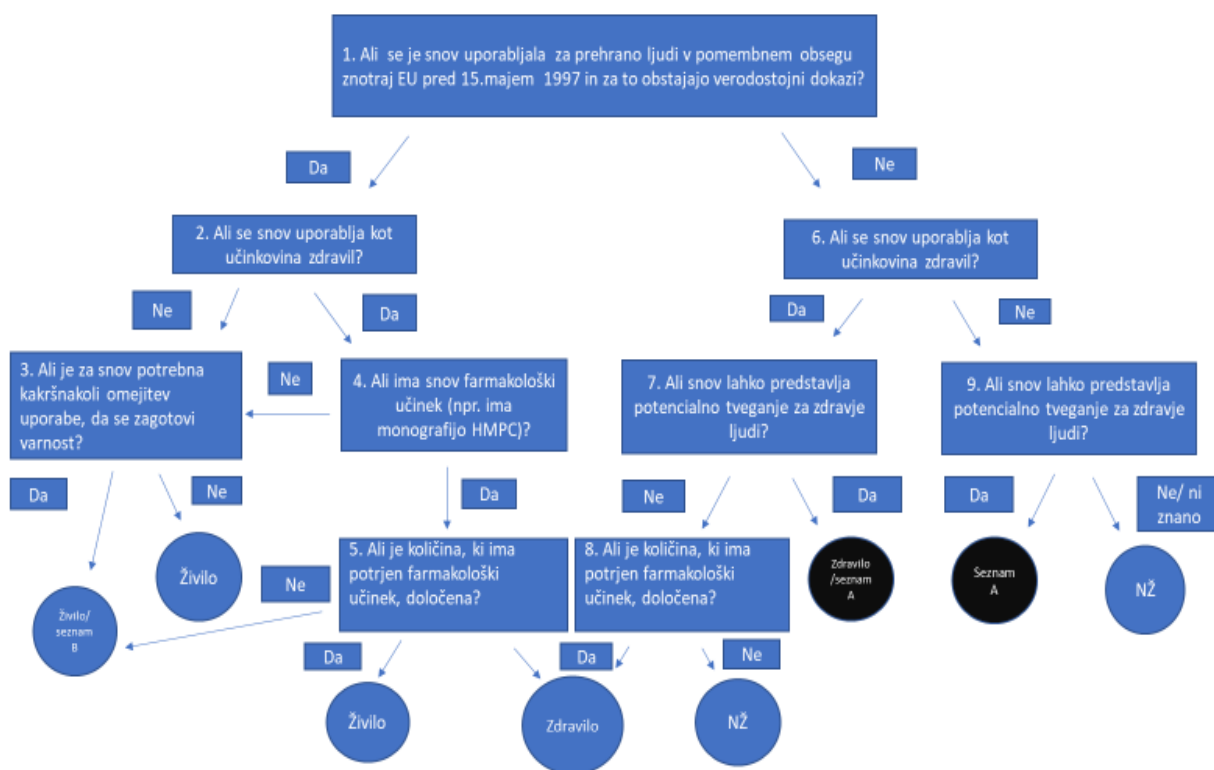 1. Ali se je snov uporabljala za prehrano ljudi v pomembnem obsegu
znotraj EU pred 15.majem 1997 in za to obstajajo verodostojni dokazi?
Da
Ne
2. Ali se snov uporablja kot
učinkovina zdravil?
6. Ali se snov uporablja kot
učinkovina zdravil?
Ne
Da
Da
Ne
3. Ali je za snov potrebna
kakršnakoli omejitev
uporabe, da se zagotovi
varnost?
Ne
4. Ali ima snov farmakološki
učinek (npr. ima
monografijo HMPC)?
7. Ali snov lahko predstavlja
potencialno tveganje za zdravje
ljudi?
9. Ali snov lahko predstavlja
potencialno tveganje za zdravje
ljudi?
Da
Ne
Da
Ne
Da
Da
Ne/ ni
znano
Živilo/
seznam
B
Živilo
Ne
5. Ali je količina, ki ima
potrjen farmakološki
učinek, določena?
8. Ali je količina, ki ima
potrjen farmakološki
učinek, določena?
Zdravilo
/seznam
A
Seznam
A
NŽ
Da
Da
Ne
Živilo
Zdravilo
NŽ